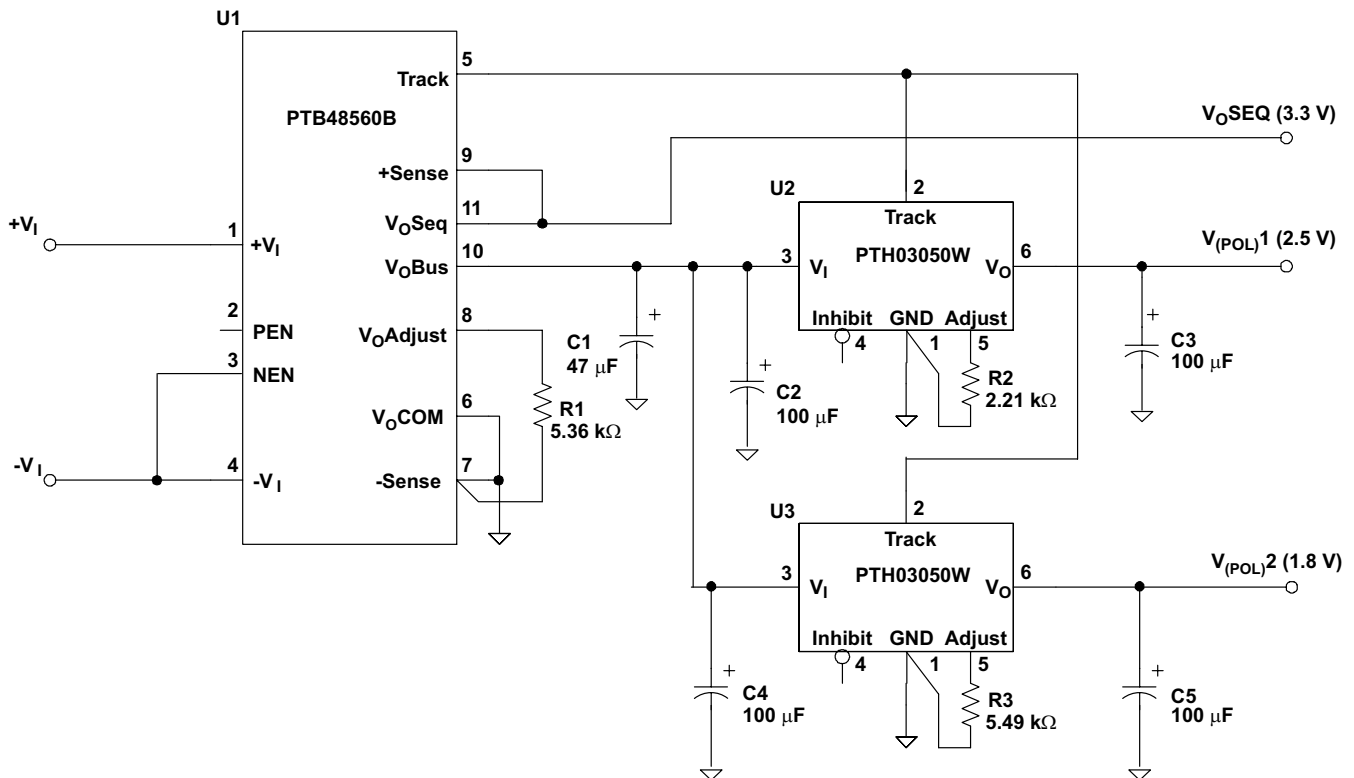 U1
5
Track
PTB48560B
VOSEQ (3.3 V)
9
+Sense
U2
2
+VI
11
VOSeq
Track
V(POL)1 (2.5 V)
1
+VI
10
VOBus
3
VI
PTH03050W
VO
6
2
PEN
8
VOAdjust
+
C1
47 μF
Inhibit
GND
Adjust
4
1
5
+
C3
100 μF
3
NEN
+
C2
100 μF
R2
2.21 kΩ
6
VOCOM
R1
5.36 kΩ
-VI
4
-VI
7
-Sense
U3
2
Track
V(POL)2 (1.8 V)
3
VI
PTH03050W
VO
6
Inhibit
GND
Adjust
4
1
5
+
C4
100 μF
R3
5.49 kΩ
+
C5
100 μF